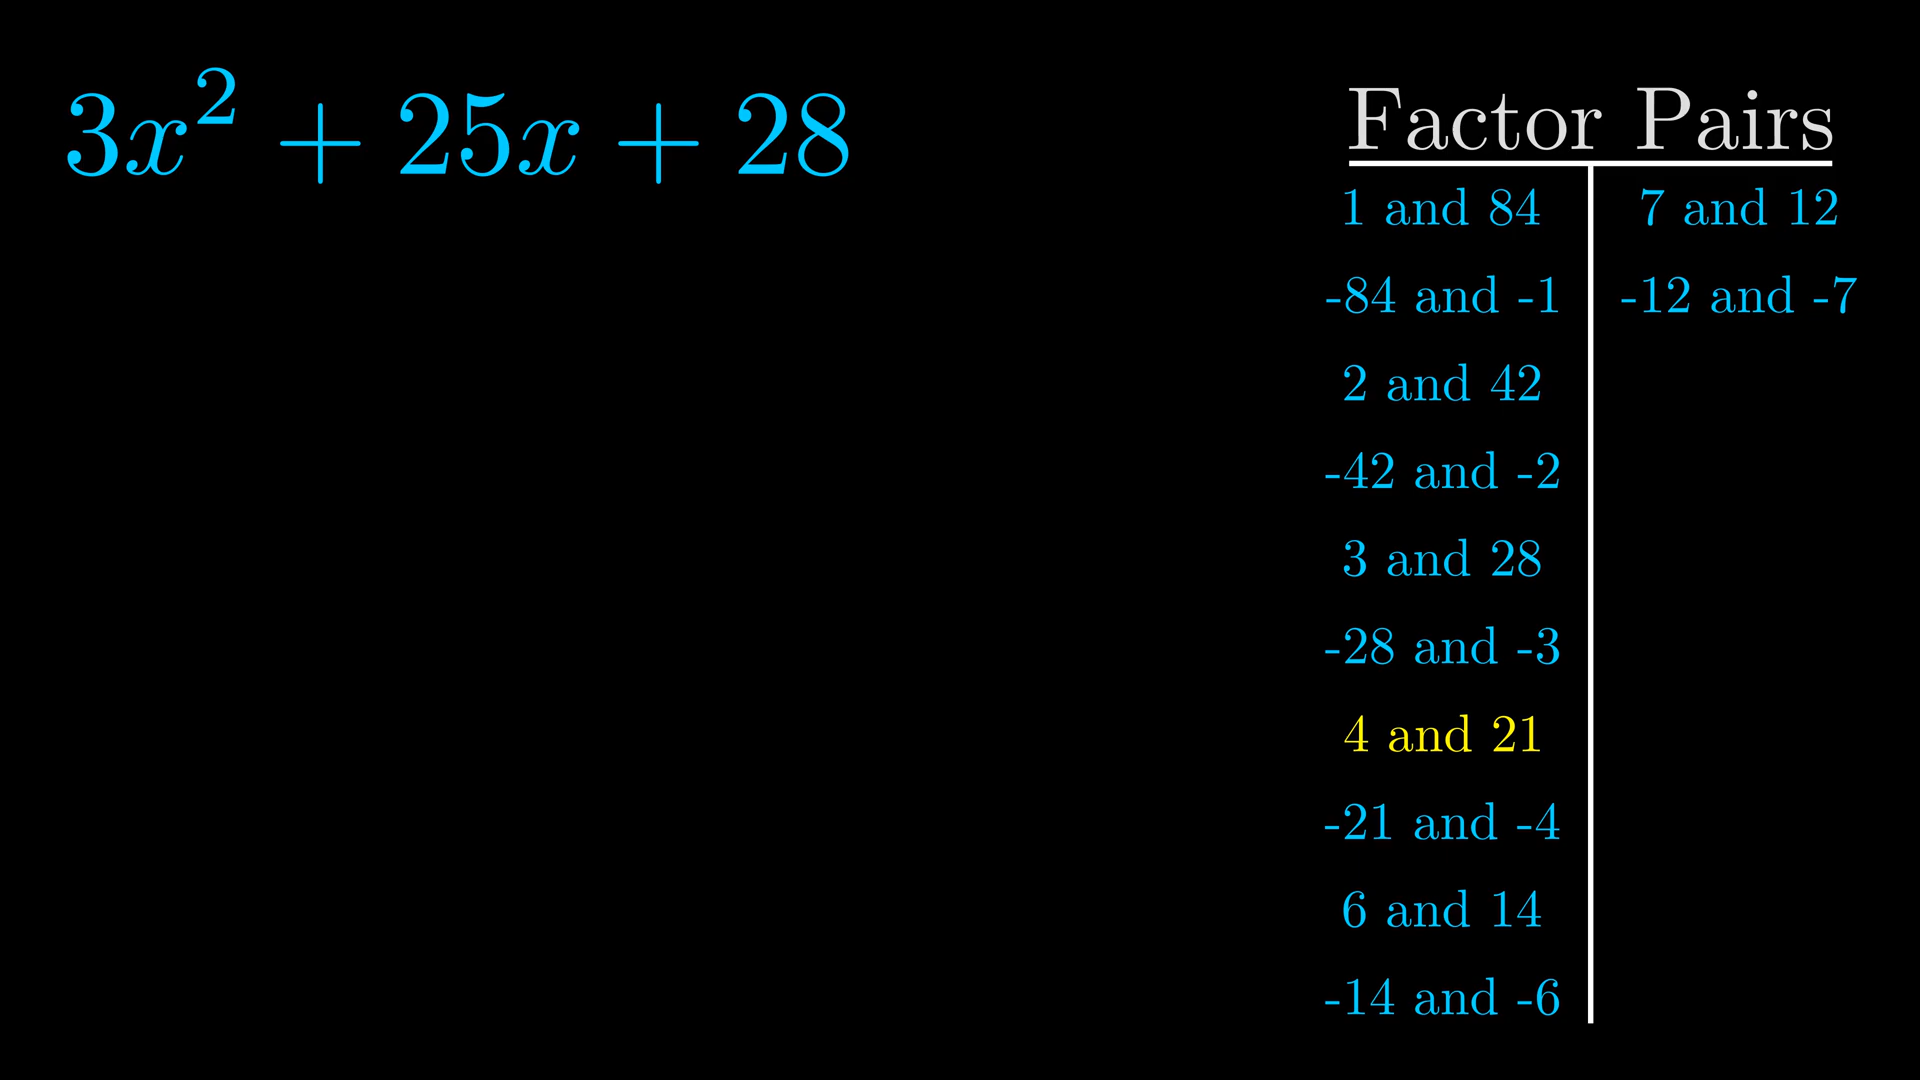 3x² + 25x + 28
Factor Pairs
1 and 84
-84 and -1
2 and 42
-42 and -2
3 and 28
-28 and -3
4 and 21
-21 and -4
6 and 14
-14 and -6
7 and 12
-12 and -7